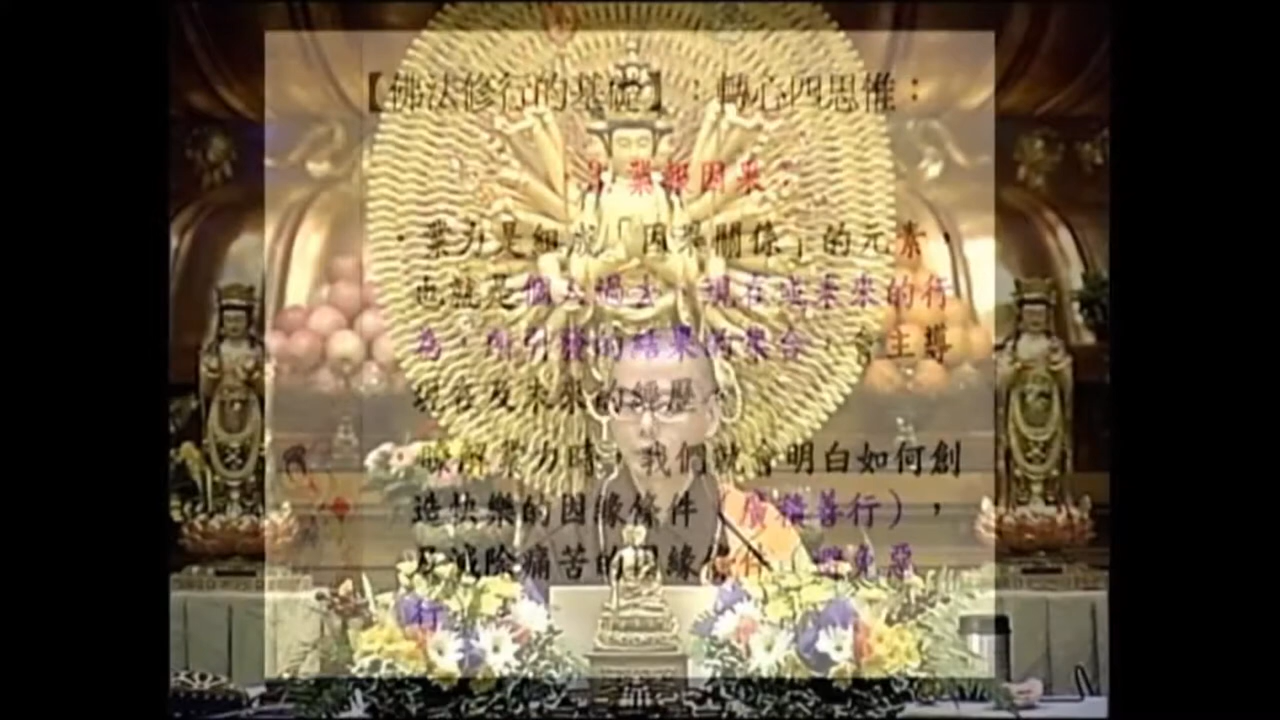 【佛法修行的基礎】：轉心四思惟：
3. 業報因果：
．業力是組成「因果關係」的元素，
也就是個人過去、現在或未來的行
為，所引發的結果的集合，會主導
現在及未來的經歷。
瞭解業力時，我們就會明白如何創
造快樂的因緣條件（廣積善行），
及減除痛苦的因緣條件（避免惡
行